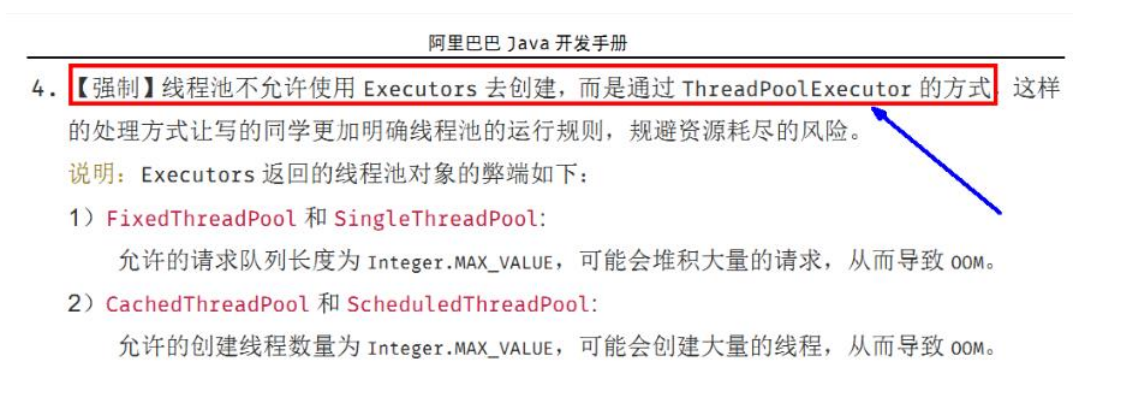 阿里巴巴 Java 开发手册
4. 【强制】线程池不允许使用 Executors 去创建，而是通过 ThreadPoolExecutor 的方式，这样
的处理方式让写的同学更加明确线程池的运行规则，规避资源耗尽的风险。
说明：Executors 返回的线程池对象的弊端如下：
1）FixedThreadPool 和 SingleThreadPool:
允许的请求队列长度为 Integer.MAX_VALUE，可能会堆积大量的请求，从而导致 OOM。
2）CachedThreadPool 和 ScheduledThreadPool:
允许的创建线程数量为 Integer.MAX_VALUE，可能会创建大量的线程，从而导致 OOM。